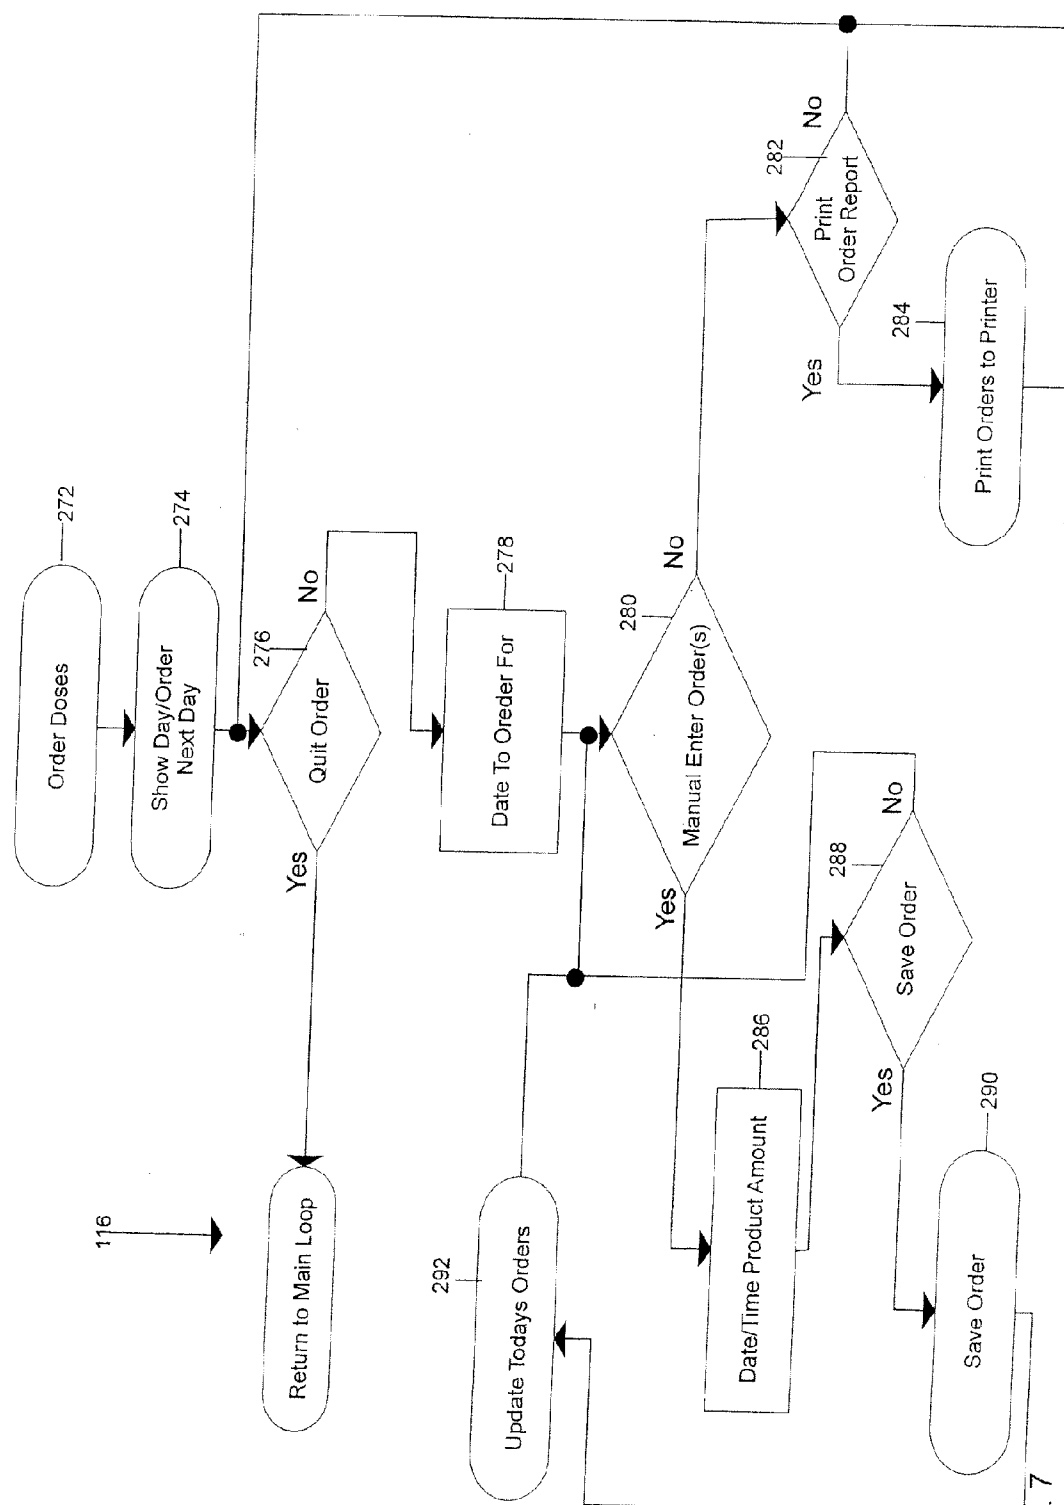 116
Order Doses
272
Show Day/Order
Next Day
274
276
Quit Order
Yes
No
Return to Main Loop
Date To Oreder For
278
280
Manual Enter Order(s)
Yes
No
282
Print
Order Report
Yes
No
284
Print Orders to Printer
292
Update Todays Orders
Date/Time Product Amount
286
288
Save Order
Yes
No
Save Order
290
7